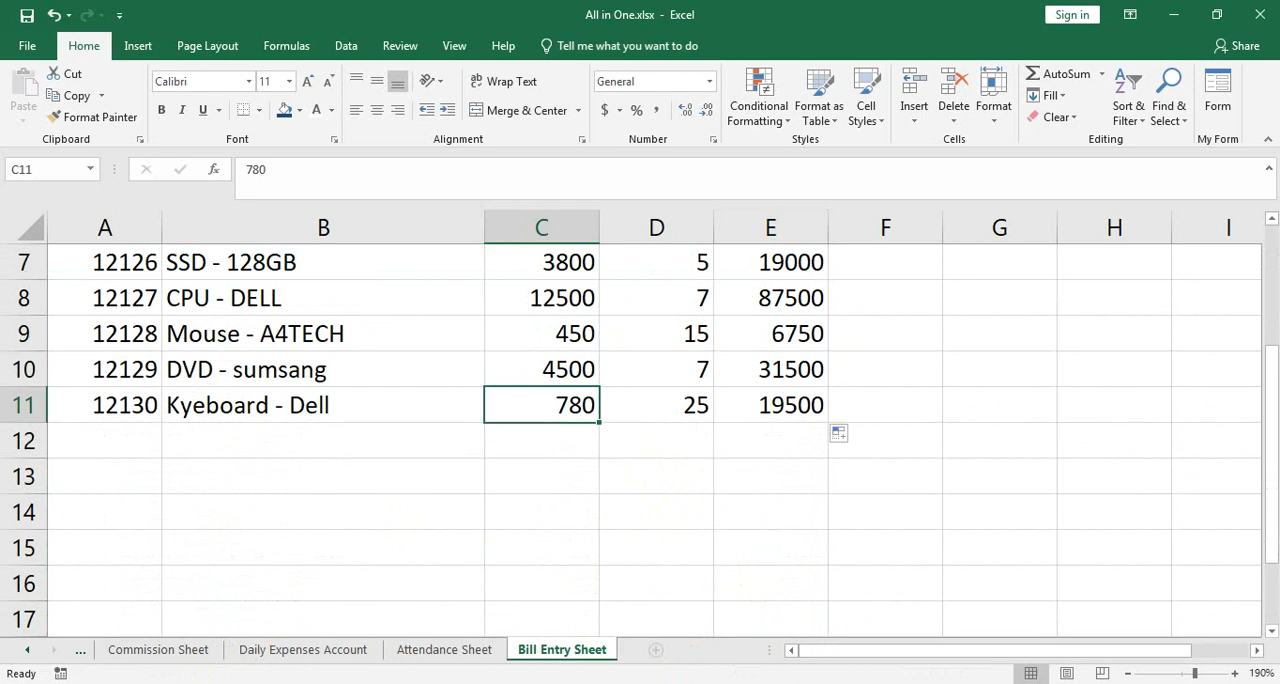 All in One.xlsx - Excel
Sign in
File Home Insert Page Layout Formulas Data Review View Help Tell me what you want to do Share
Paste Cut Copy Format Painter Clipboard
Calibri 11 A A B I U A Font
ab Wrap Text Merge & Center Alignment
General $ % , Number
Conditional Formatting Format as Table Cell Styles Styles
Insert Delete Format Cells
AutoSum Fill Clear Sort & Filter Find & Select Editing
Form My Form
C11 fx 780
A B C D E F G H I
7 12126 SSD - 128GB 3800 5 19000
8 12127 CPU - DELL 12500 7 87500
9 12128 Mouse - A4TECH 450 15 6750
10 12129 DVD - sumsang 4500 7 31500
11 12130 Kyeboard - Dell 780 25 19500
12
13
14
15
16
17
... Commission Sheet Daily Expenses Account Attendance Sheet Bill Entry Sheet
Ready 190%